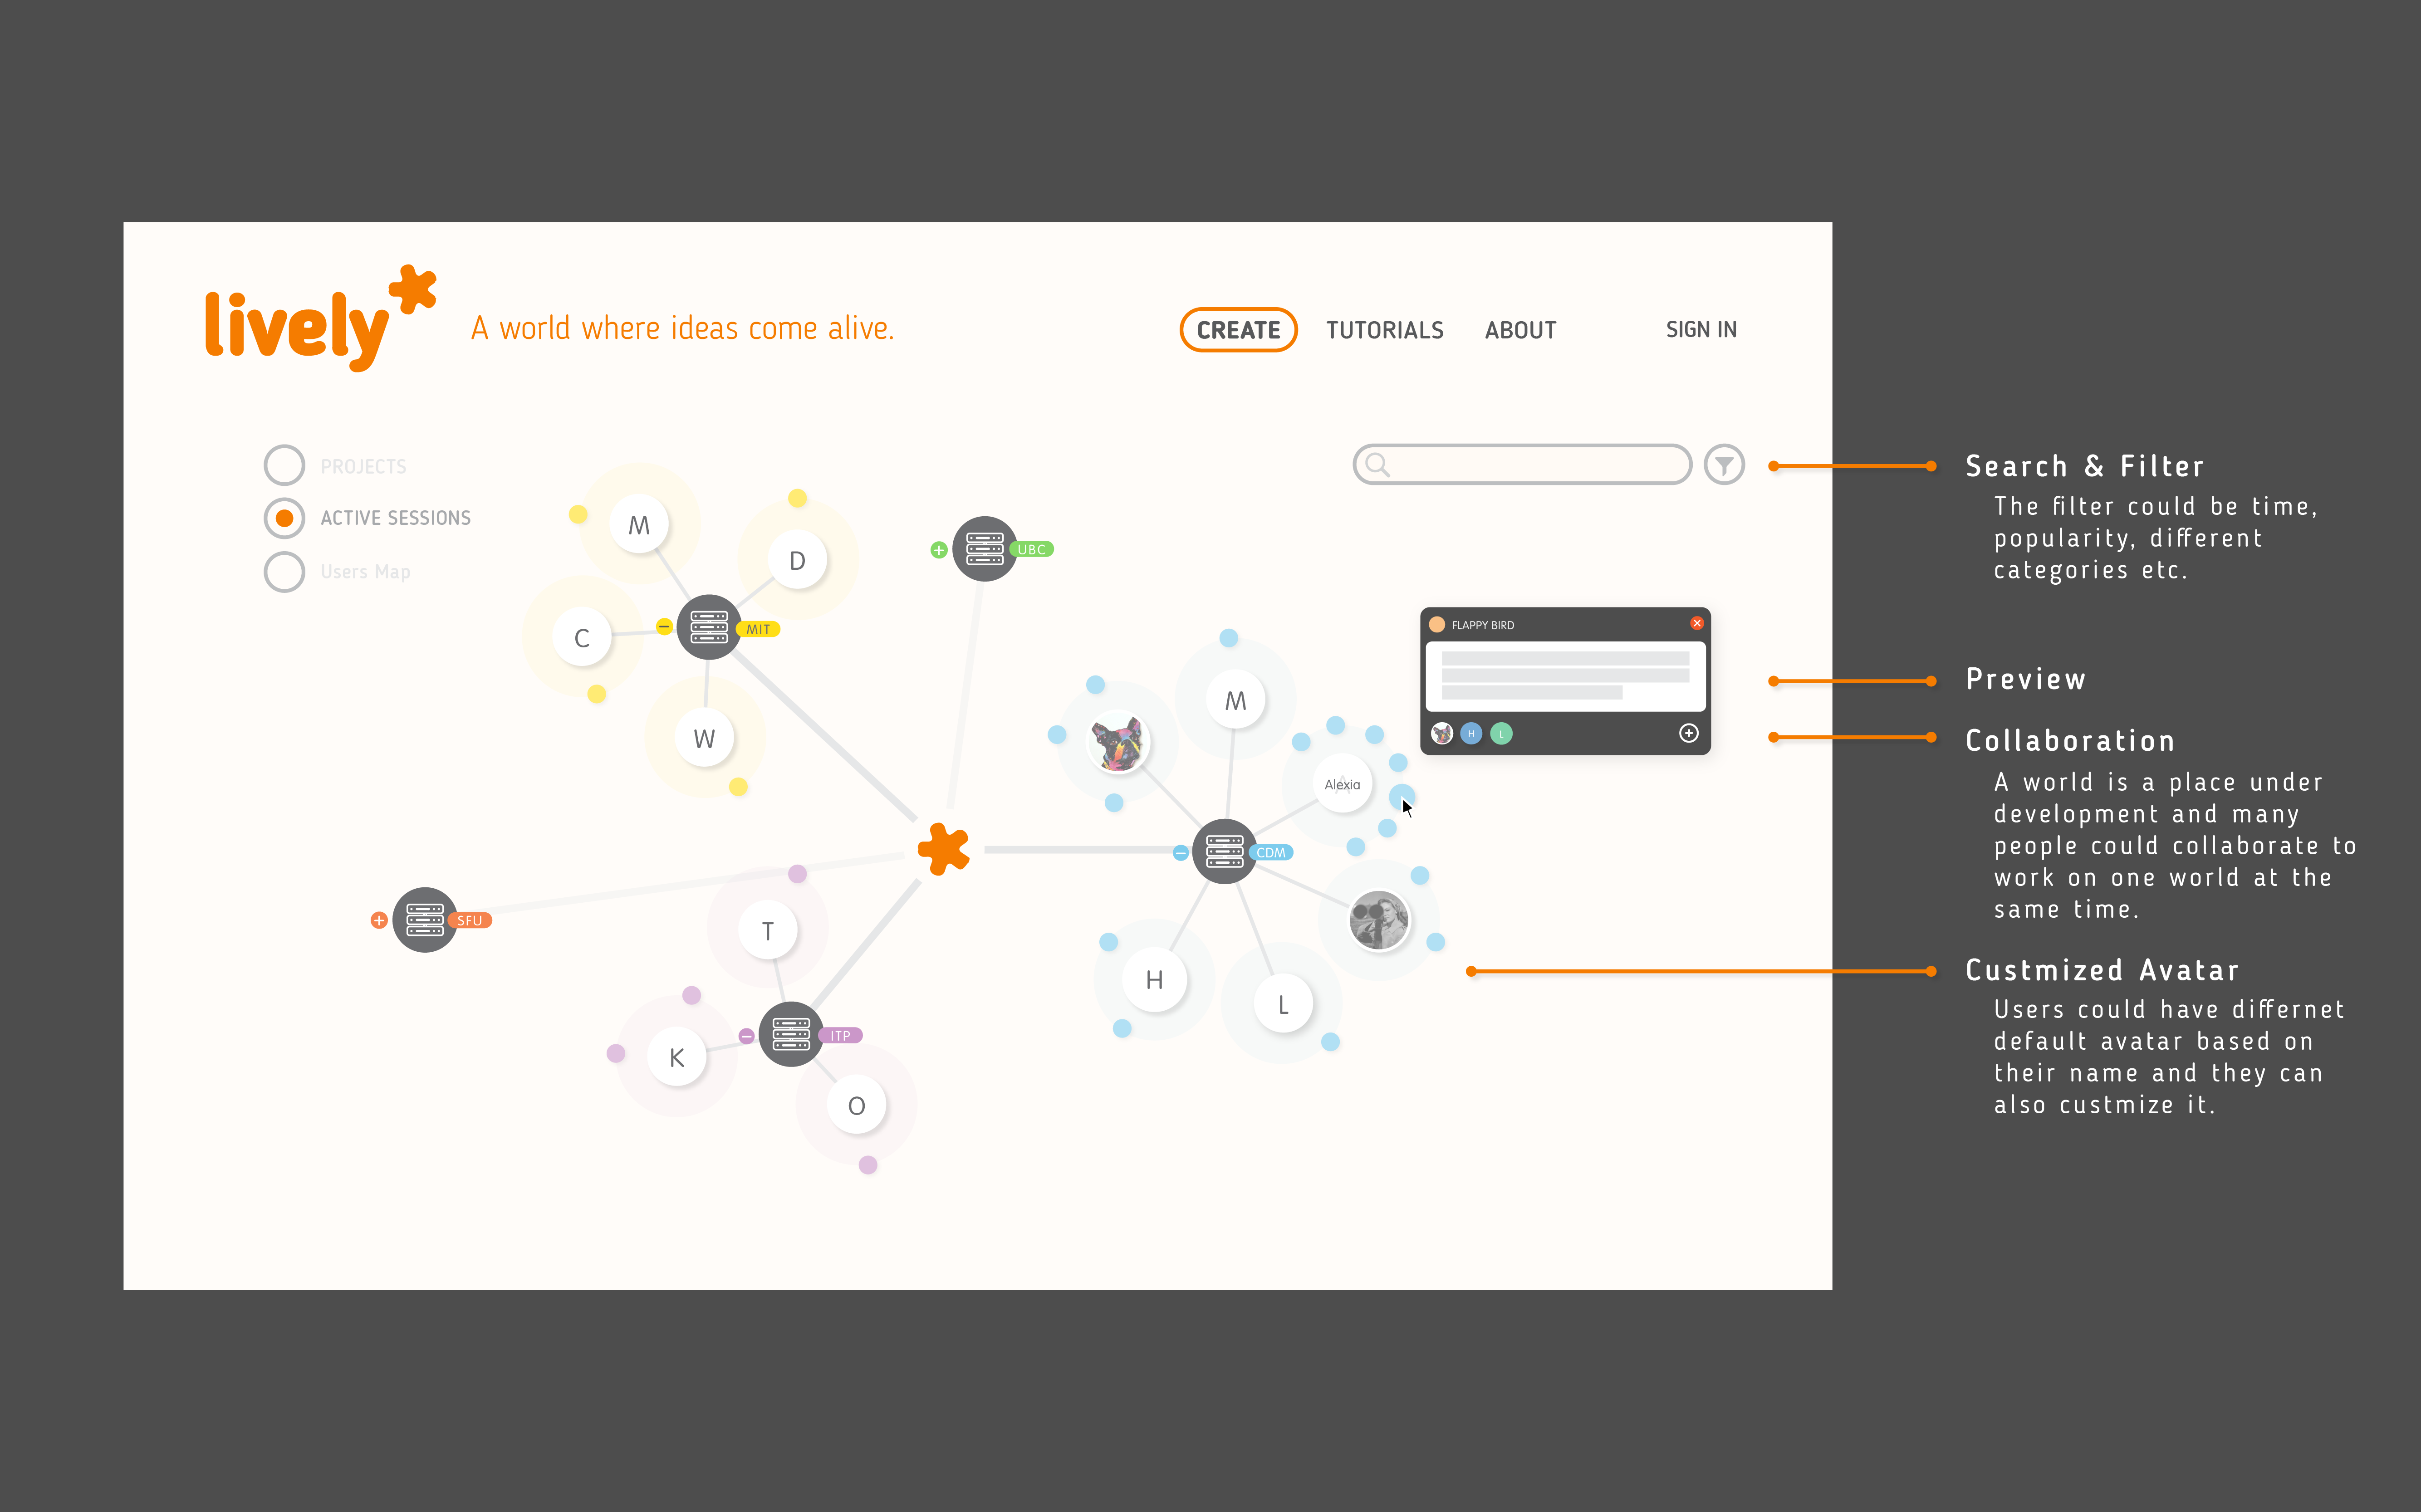 lively
A world where ideas come alive.
CREATE
TUTORIALS
ABOUT
SIGN IN
PROJECTS
ACTIVE SESSIONS
Users Map
M
D
C
W
MIT
UBC
SFU
T
K
O
ITP
M
Alexia
CDM
H
L
FLAPPY BIRD
H
L
Search & Filter
The filter could be time,
popularity, different
categories etc.
Preview
Collaboration
A world is a place under
development and many
people could collaborate to
work on one world at the
same time.
Custmized Avatar
Users could have differnet
default avatar based on
their name and they can
also custmize it.